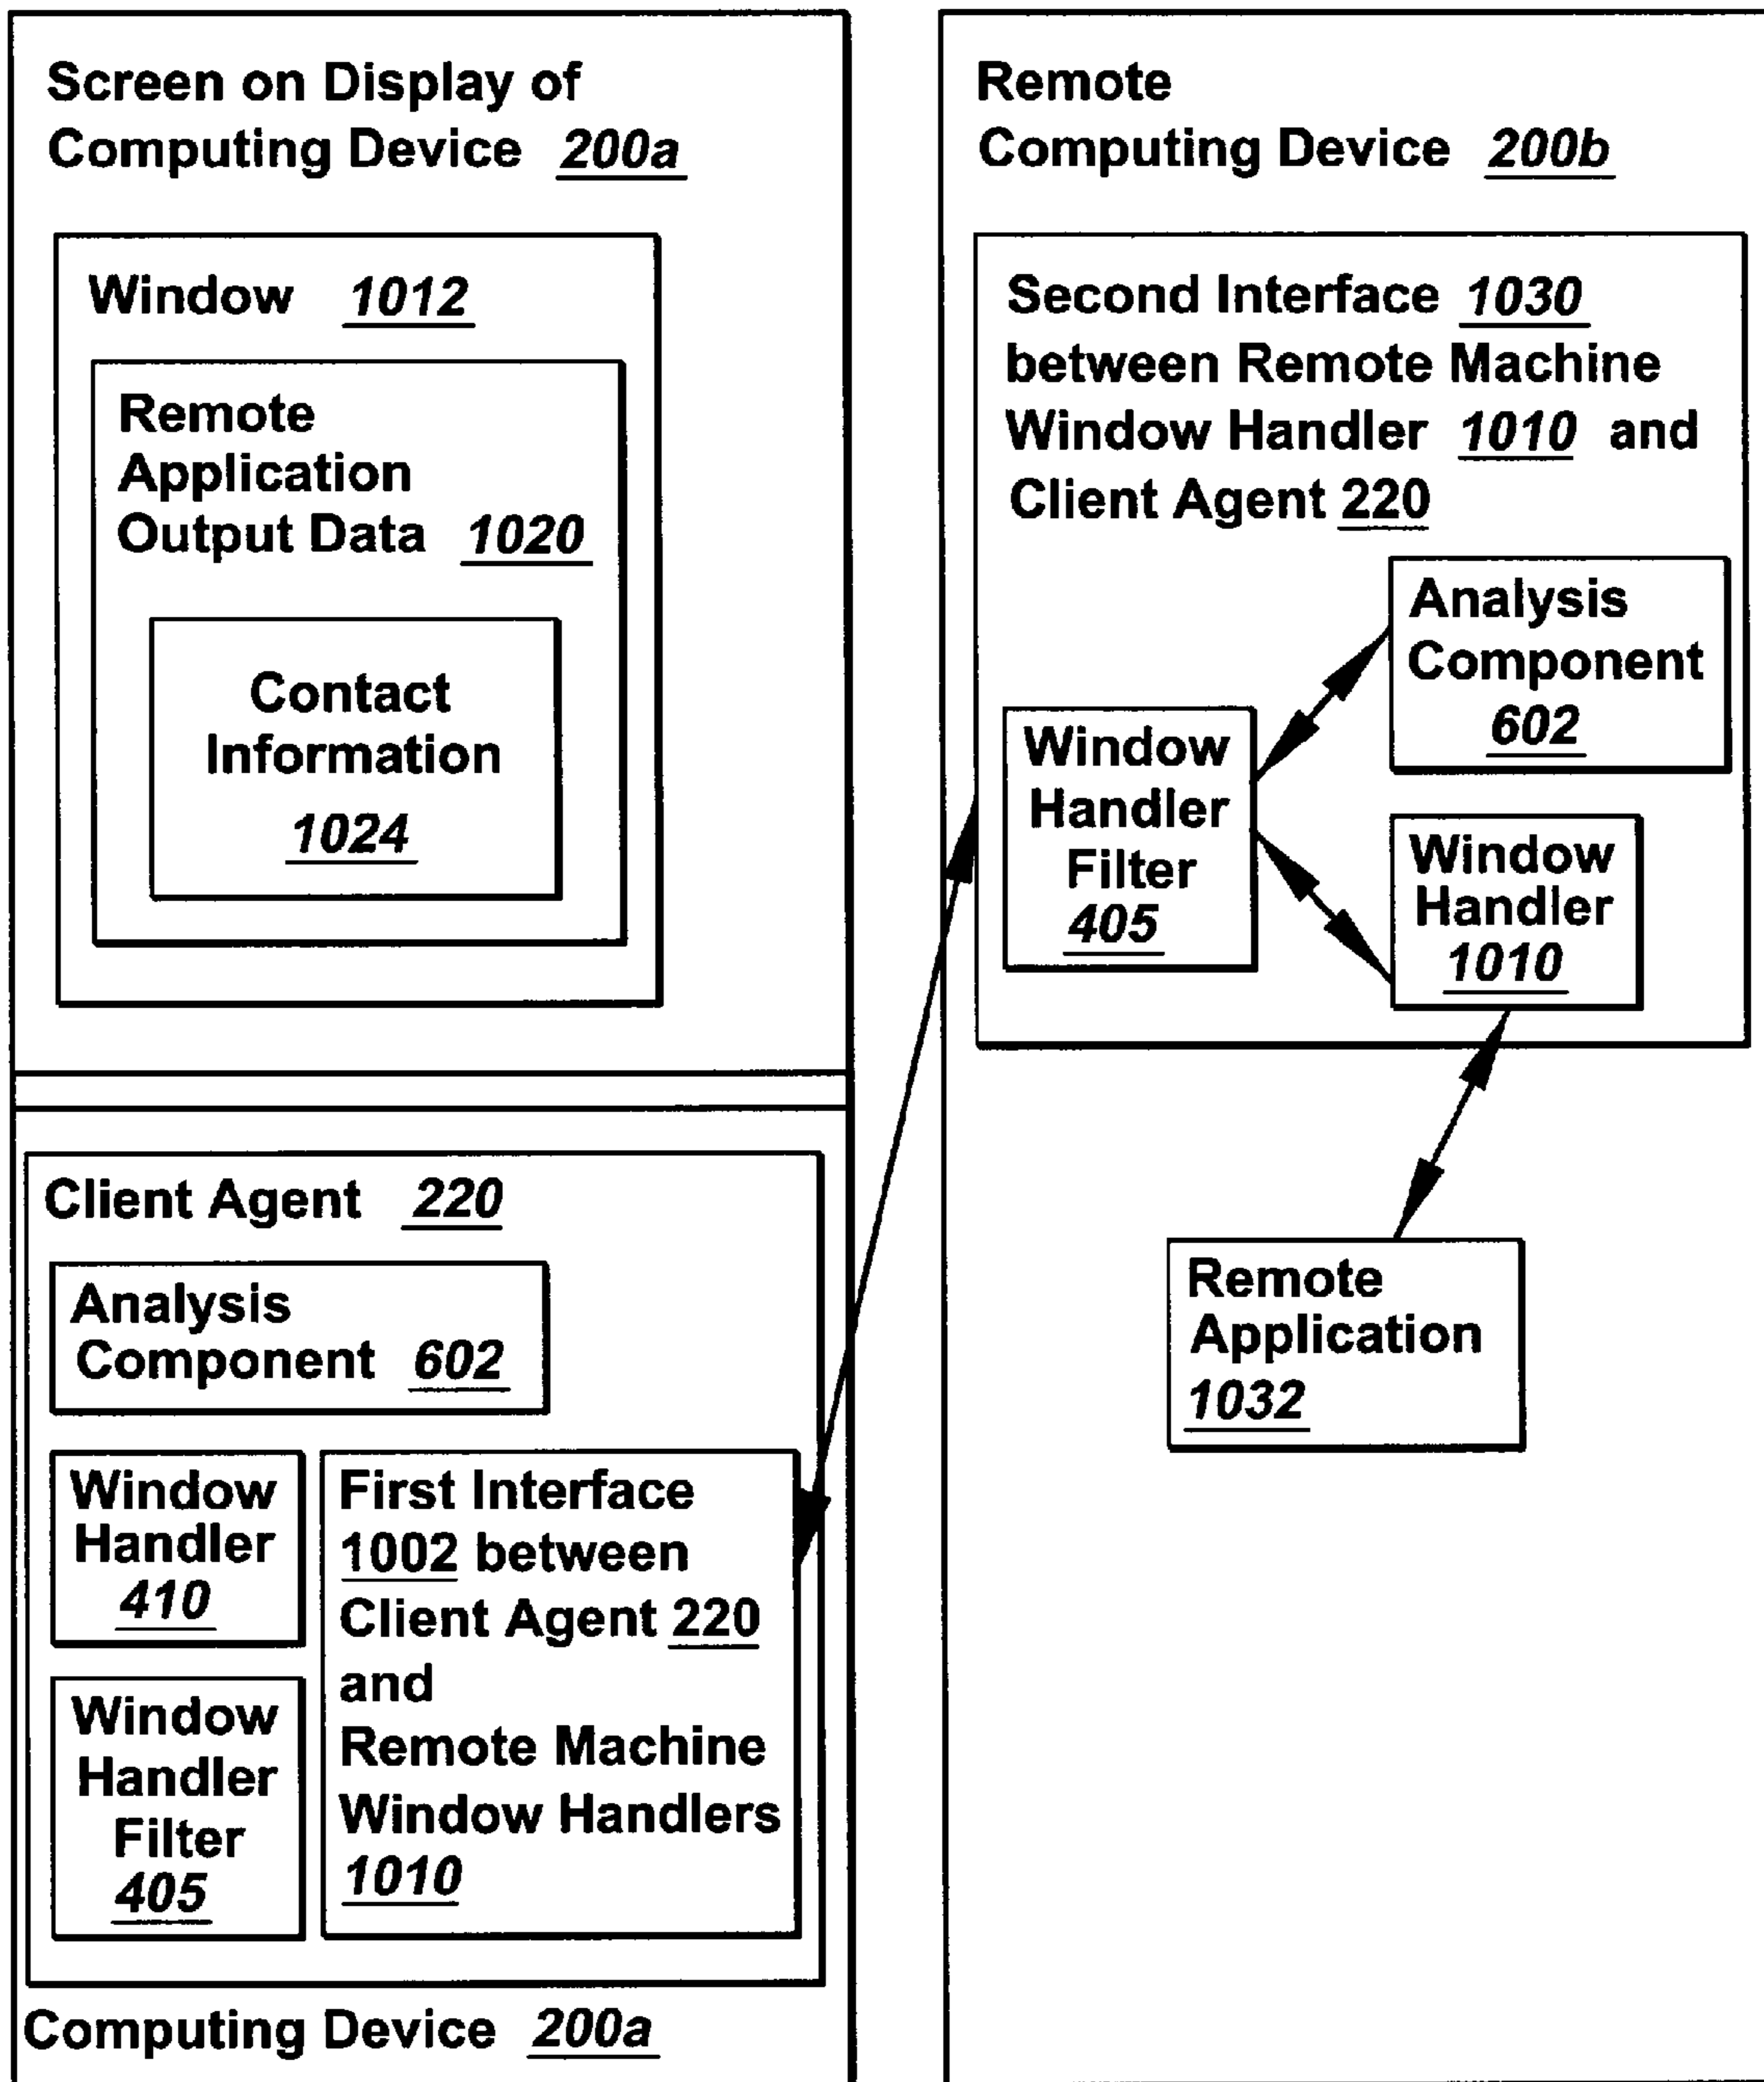 Screen on Display of
Computing Device 200a
Window 1012
Remote
Application
Output Data 1020
Contact
Information
1024
Client Agent 220
Analysis
Component 602
Window
Handler
410
Window
Handler
Filter
405
First Interface
1002 between
Client Agent 220
and
Remote Machine
Window Handlers
1010
Computing Device 200a
Remote
Computing Device 200b
Second Interface 1030
between Remote Machine
Window Handler 1010 and
Client Agent 220
Analysis
Component
602
Window
Handler
Filter
405
Window
Handler
1010
Remote
Application
1032